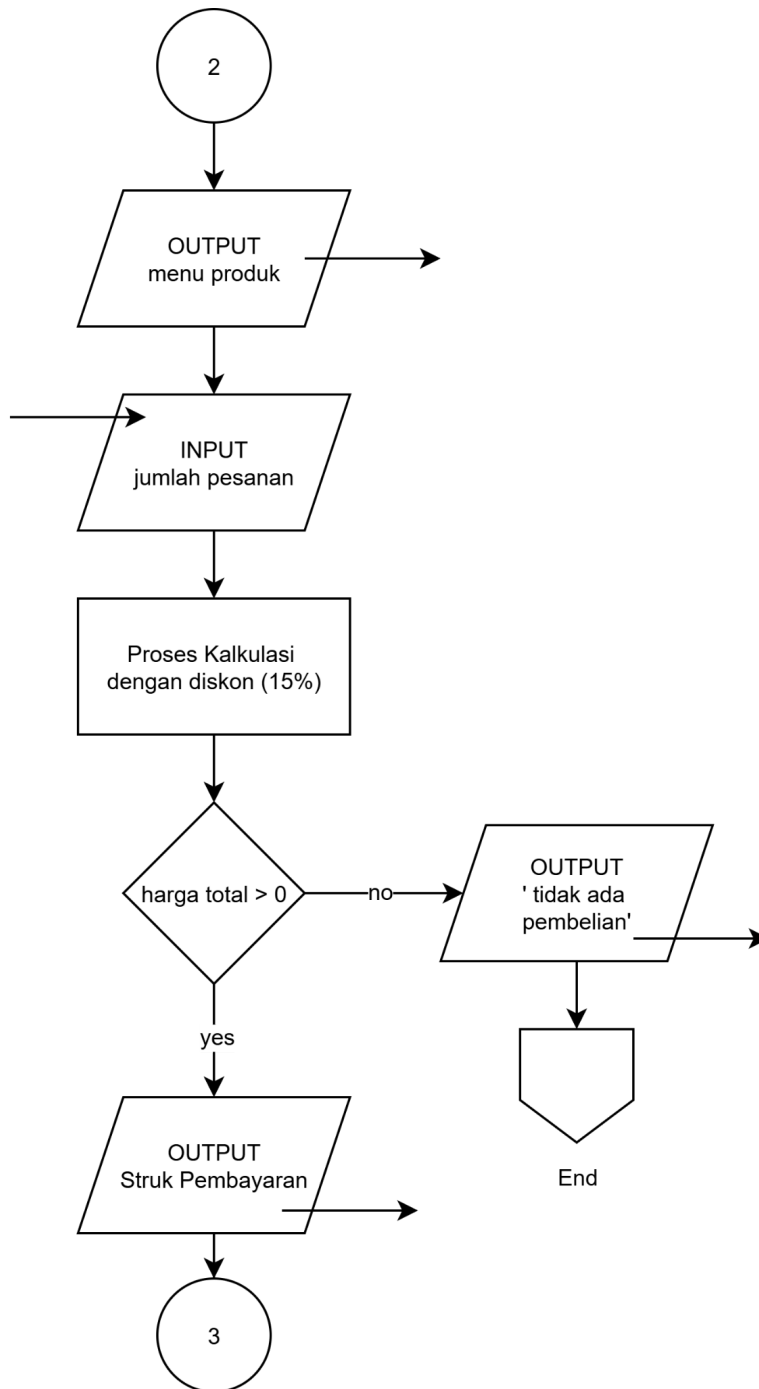 2
OUTPUT
menu produk
INPUT
jumlah pesanan
Proses Kalkulasi
dengan diskon (15%)
harga total > 0
no
OUTPUT
' tidak ada
pembelian'
yes
End
OUTPUT
Struk Pembayaran
3